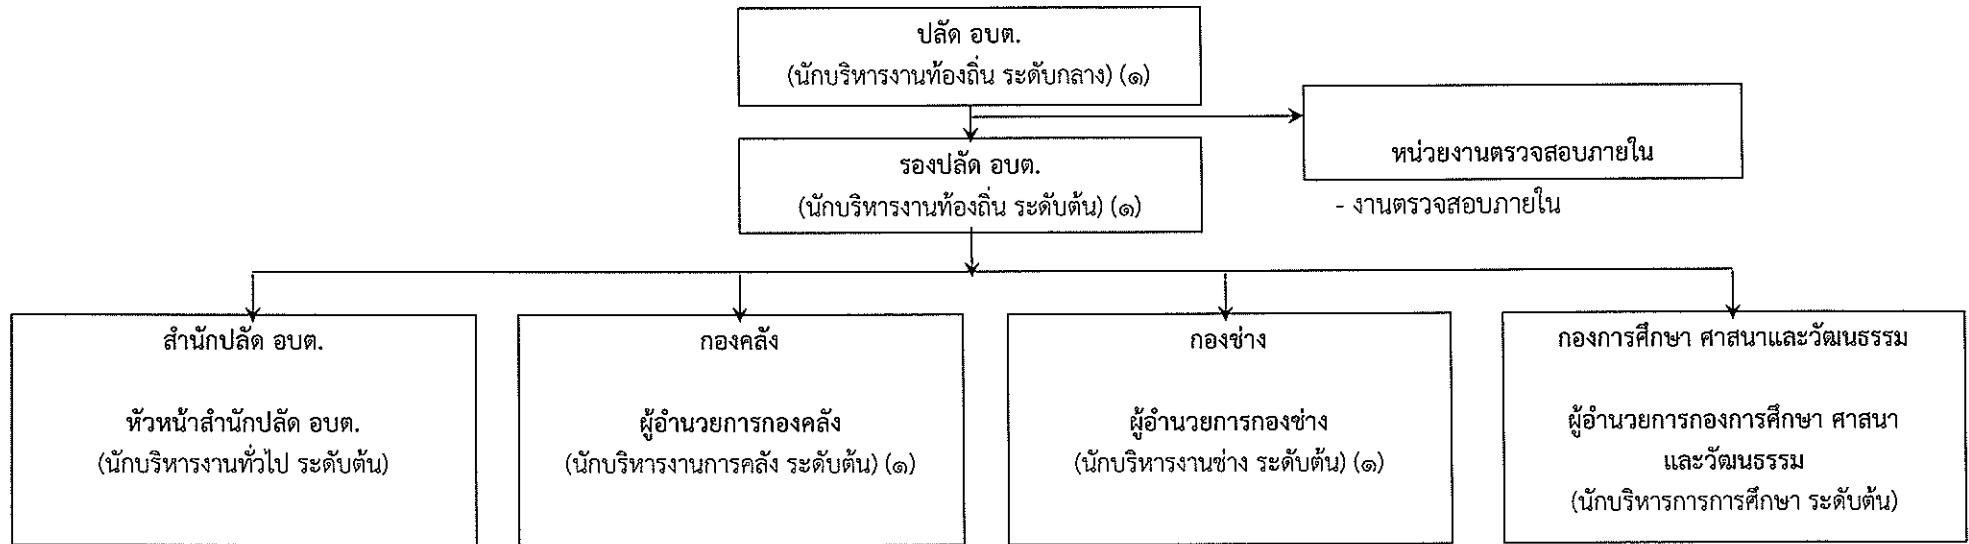 ปลัด อบต.
(นักบริหารงานท้องถิ่น ระดับกลาง) (๑)
หน่วยงานตรวจสอบภายใน
- งานตรวจสอบภายใน
รองปลัด อบต.
(นักบริหารงานท้องถิ่น ระดับต้น) (๑)
สำนักปลัด อบต.
หัวหน้าสำนักปลัด อบต.
(นักบริหารงานทั่วไป ระดับต้น)
กองคลัง
ผู้อำนวยการกองคลัง
(นักบริหารงานการคลัง ระดับต้น) (๑)
กองช่าง
ผู้อำนวยการกองช่าง
(นักบริหารงานช่าง ระดับต้น) (๑)
กองการศึกษา ศาสนาและวัฒนธรรม
ผู้อำนวยการกองการศึกษา ศาสนา
และวัฒนธรรม
(นักบริหารการการศึกษา ระดับต้น)